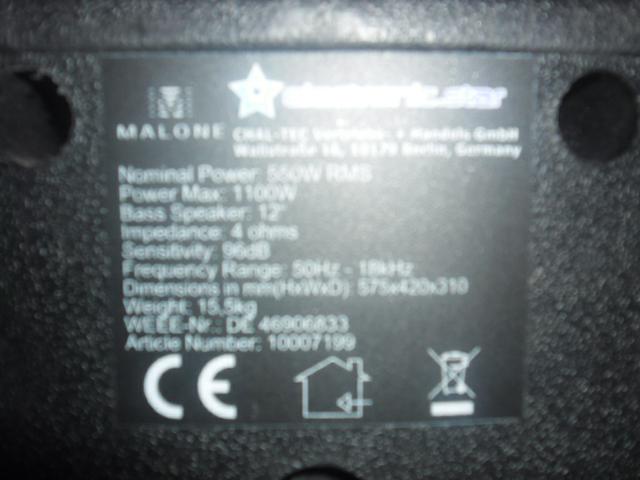 MALONE
electronic.star
CHAL-TEC Vertriebs- + Handels GmbH
Wallstraße 16, 10179 Berlin, Germany
Nominal Power: 550W RMS
Power Max: 1100W
Bass Speaker: 12"
Impedance: 4 ohms
Sensitivity: 96dB
Frequency Range: 50Hz - 18kHz
Dimensions in mm(HxWxD): 575x420x310
Weight: 15,5kg
WEEE-Nr.: DE 46906833
Article Number: 10007199
CE